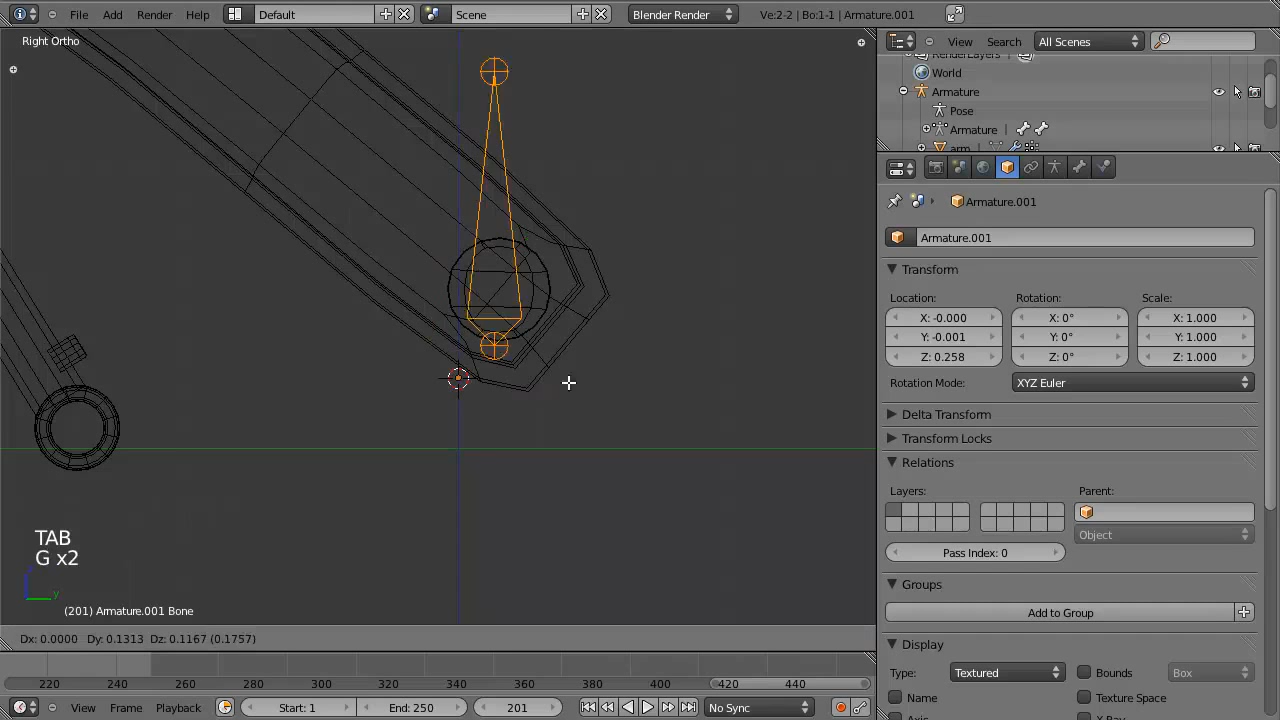 File Add Render Help Default Scene Blender Render Ve:2-2 | Bo:1-1 | Armature.001
Right Ortho
View Search All Scenes
RenderLayers
World
Armature
Pose
Armature
arm
Armature.001
Armature.001
Transform
Location: Rotation: Scale:
X: -0.000 X: 0° X: 1.000
Y: -0.001 Y: 0° Y: 1.000
Z: 0.258 Z: 0° Z: 1.000
Rotation Mode: XYZ Euler
Delta Transform
Transform Locks
Relations
Layers: Parent:
Object
Pass Index: 0
Groups
Add to Group
Display
Type: Textured Bounds Box
Name Texture Space
TAB
G x2
y
(201) Armature.001 Bone
Dx: 0.0000 Dy: 0.1313 Dz: 0.1167 (0.1757)
220 240 260 280 300 320 340 360 380 400 420 440
View Frame Playback Start: 1 End: 250 201 No Sync